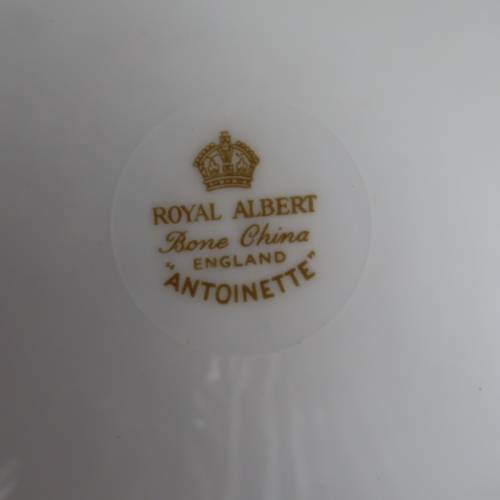 ROYAL ALBERT
Bone China
ENGLAND
"ANTOINETTE"